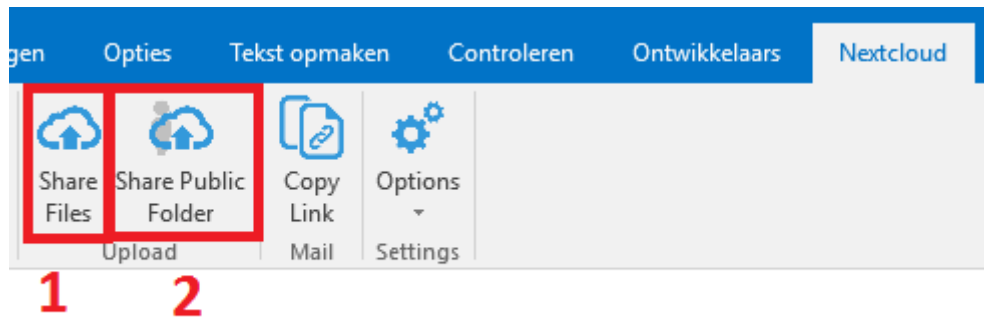 gen Opties Tekst opmaken Controleren Ontwikkelaars Nextcloud
Share Share Public Copy Options
Files Folder Link
Upload Mail Settings
1 2